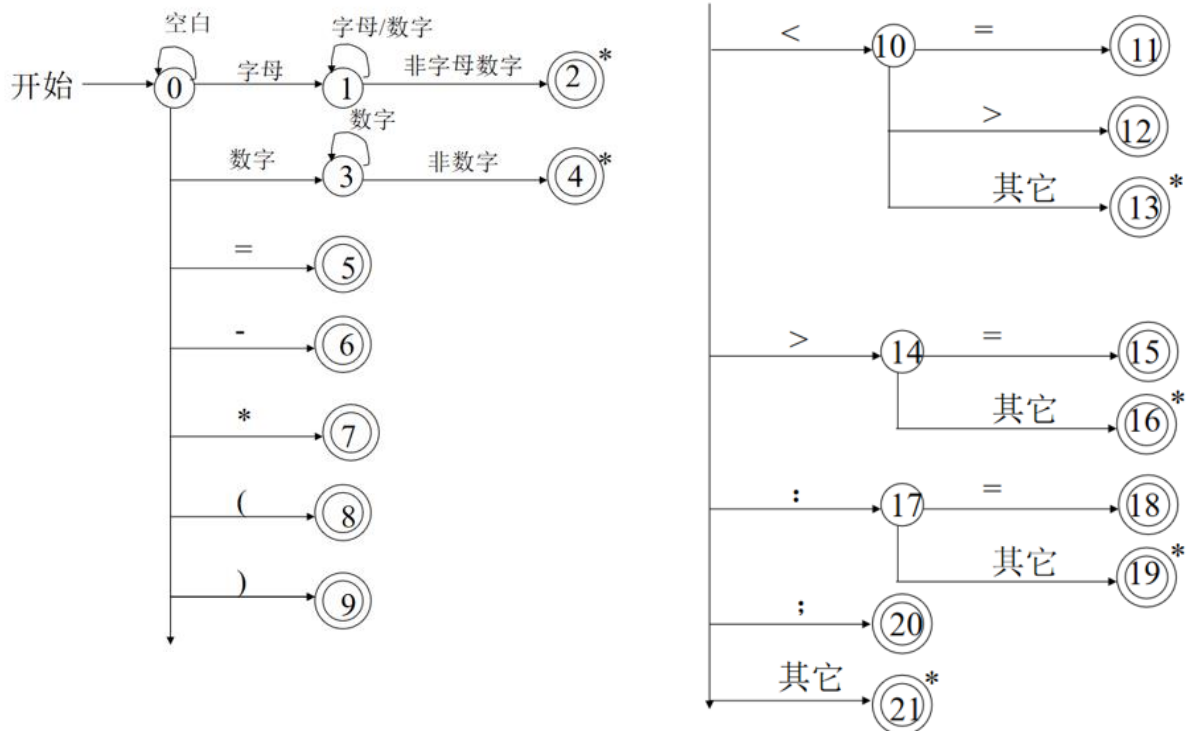 空白
字母/数字
开始 0 字母 1 非字母数字 2 *
数字
数字 3 非数字 4 *
= 5
- 6
* 7
( 8
) 9
< 10 = 11
> 12
其它 13 *
> 14 = 15
其它 16 *
: 17 = 18
其它 19 *
; 20
其它 21 *